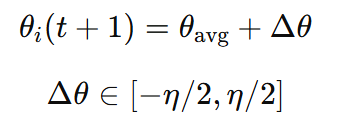 θᵢ(t + 1) = θavg + Δθ
Δθ ∈ [−η/2, η/2]